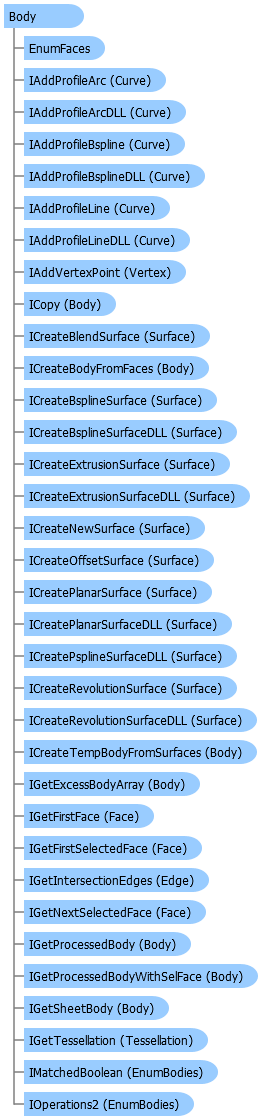 Body
EnumFaces
IAddProfileArc (Curve)
IAddProfileArcDLL (Curve)
IAddProfileBspline (Curve)
IAddProfileBsplineDLL (Curve)
IAddProfileLine (Curve)
IAddProfileLineDLL (Curve)
IAddVertexPoint (Vertex)
ICopy (Body)
ICreateBlendSurface (Surface)
ICreateBodyFromFaces (Body)
ICreateBsplineSurface (Surface)
ICreateBsplineSurfaceDLL (Surface)
ICreateExtrusionSurface (Surface)
ICreateExtrusionSurfaceDLL (Surface)
ICreateNewSurface (Surface)
ICreateOffsetSurface (Surface)
ICreatePlanarSurface (Surface)
ICreatePlanarSurfaceDLL (Surface)
ICreatePsplineSurfaceDLL (Surface)
ICreateRevolutionSurface (Surface)
ICreateRevolutionSurfaceDLL (Surface)
ICreateTempBodyFromSurfaces (Body)
IGetExcessBodyArray (Body)
IGetFirstFace (Face)
IGetFirstSelectedFace (Face)
IGetIntersectionEdges (Edge)
IGetNextSelectedFace (Face)
IGetProcessedBody (Body)
IGetProcessedBodyWithSelFace (Body)
IGetSheetBody (Body)
IGetTessellation (Tessellation)
IMatchedBoolean (EnumBodies)
IOperations2 (EnumBodies)